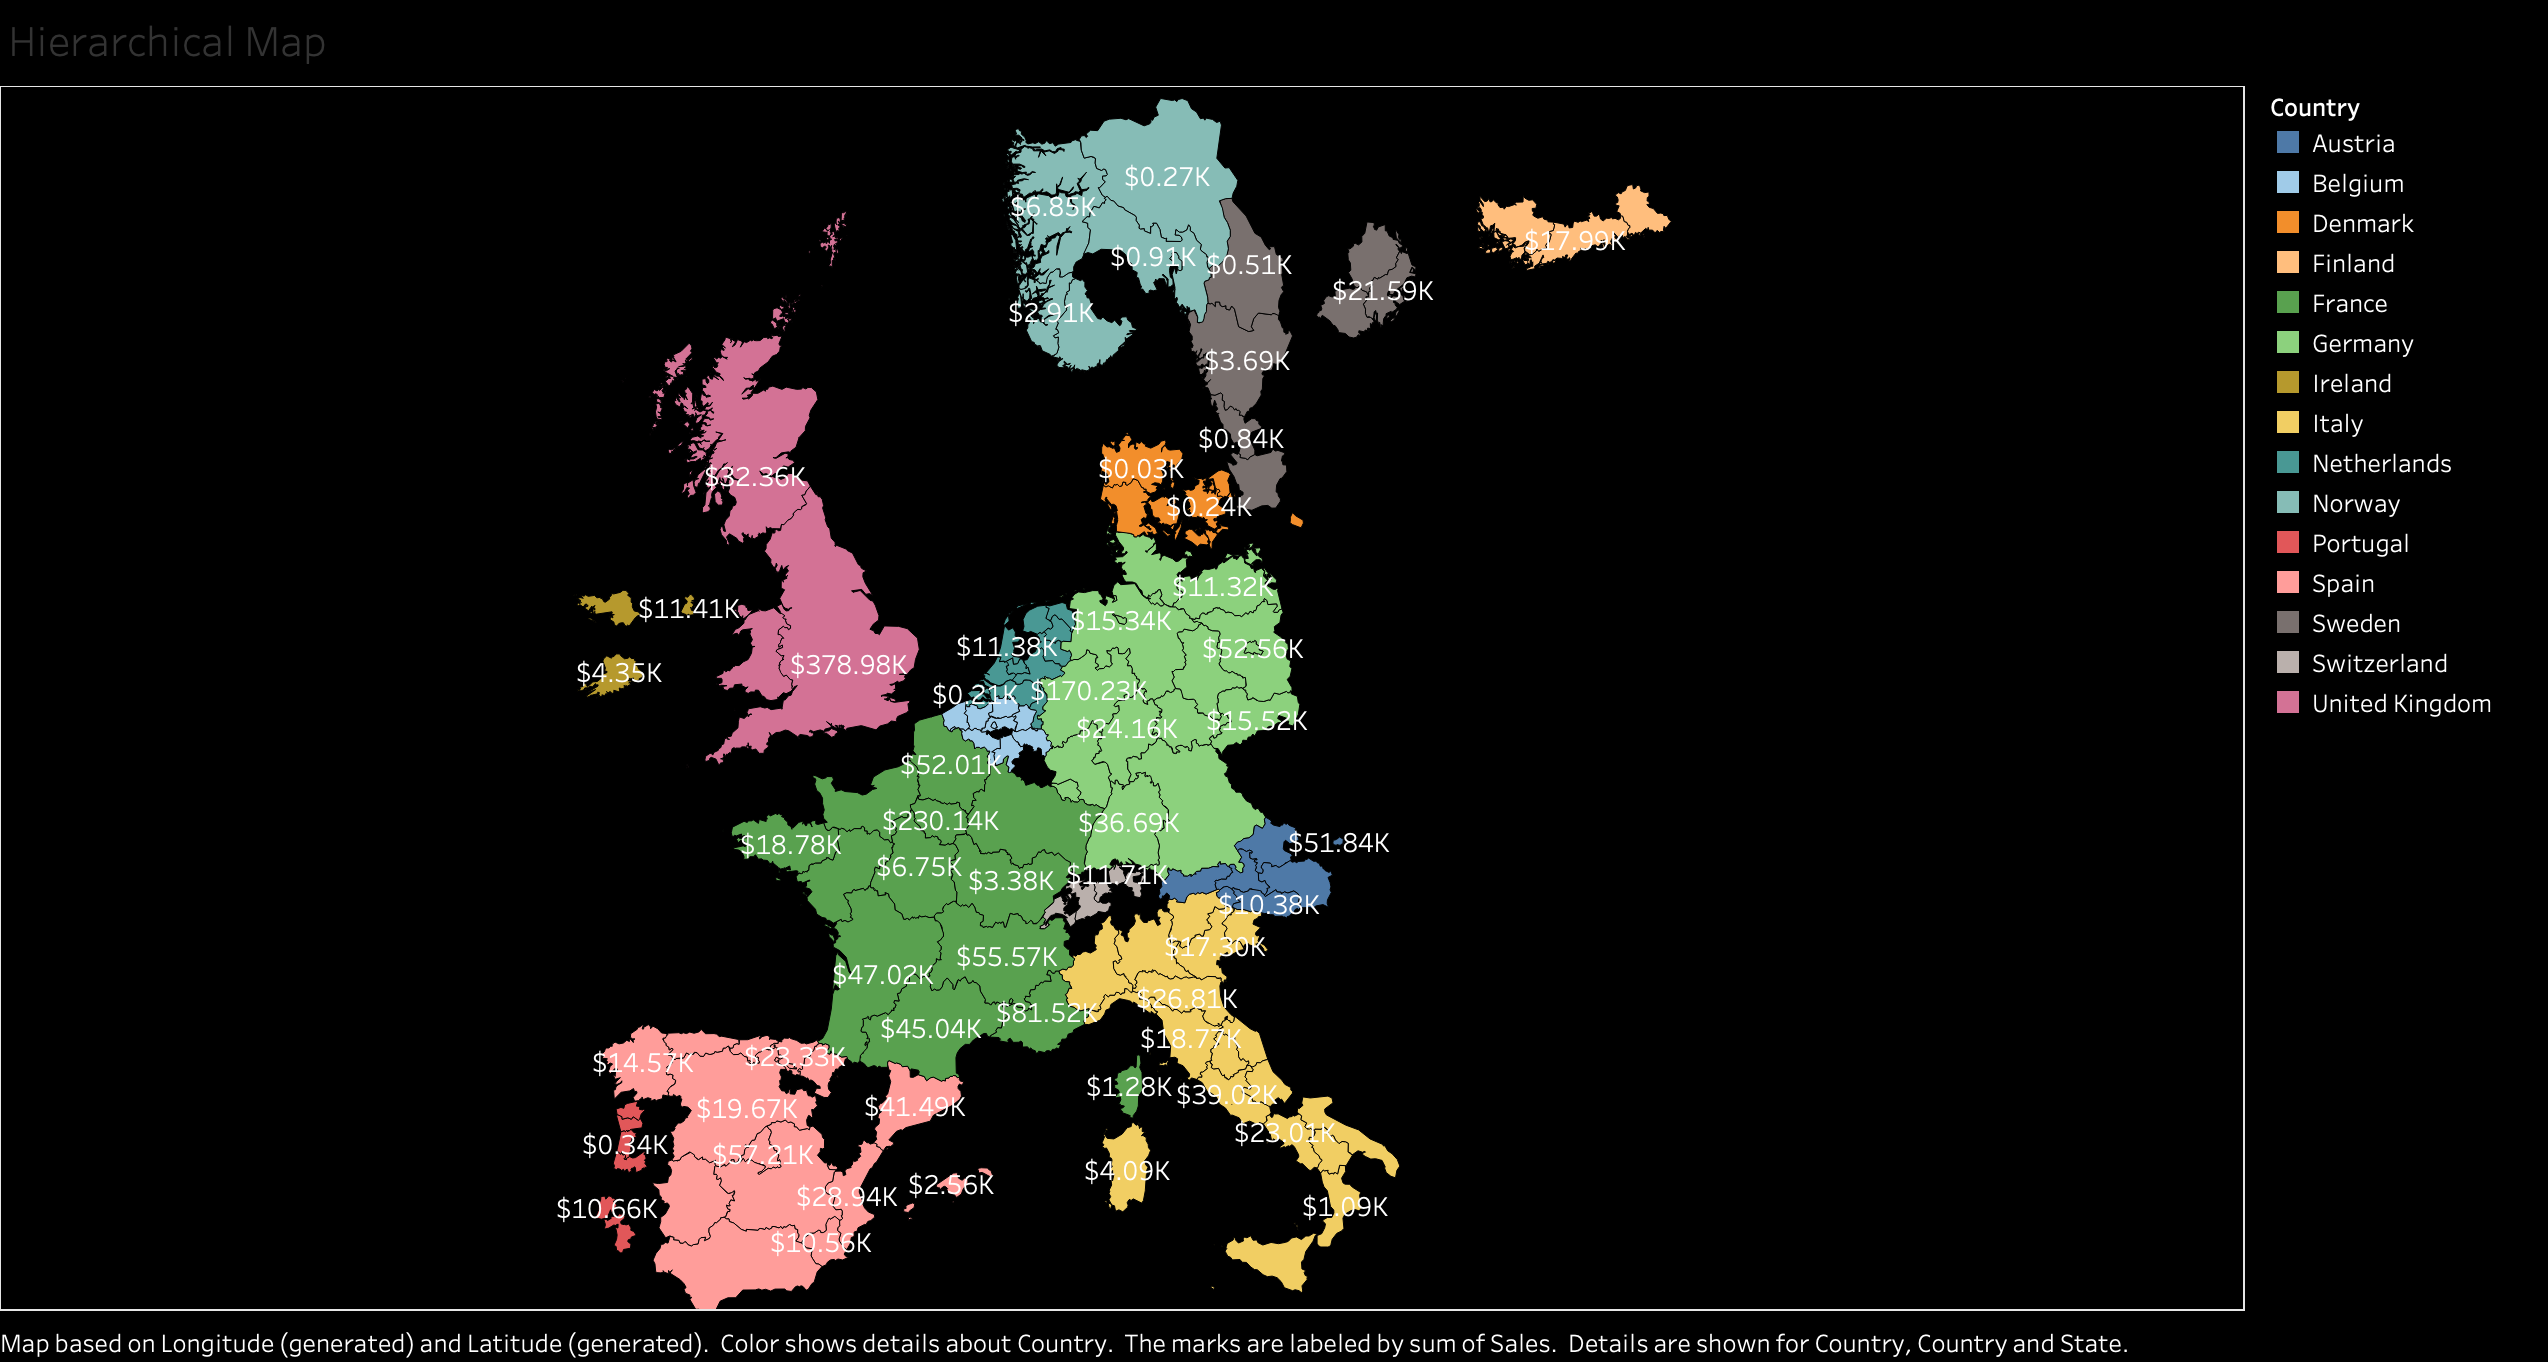 Hierarchical Map
$0.27K
$6.85K
$0.91K
$0.51K
$17.99K
$21.59K
$2.91K
$3.69K
$0.84K
$0.03K
$32.36K
$0.24K
$11.32K
$11.41K
$15.34K
$11.38K
$52.56K
$378.98K
$4.35K
$0.21K
$170.23K
$15.52K
$24.16K
$52.01K
$230.14K
$36.69K
$18.78K
$51.84K
$6.75K
$3.38K
$11.71K
$10.38K
$17.30K
$55.57K
$47.02K
$26.81K
$81.52K
$45.04K
$18.77K
$14.57K
$23.33K
$1.28K
$39.02K
$19.67K
$41.49K
$23.01K
$0.34K
$57.21K
$4.09K
$2.56K
$28.94K
$1.09K
$10.66K
$10.56K
Country
Austria
Belgium
Denmark
Finland
France
Germany
Ireland
Italy
Netherlands
Norway
Portugal
Spain
Sweden
Switzerland
United Kingdom
Map based on Longitude (generated) and Latitude (generated).  Color shows details about Country.  The marks are labeled by sum of Sales.  Details are shown for Country, Country and State.